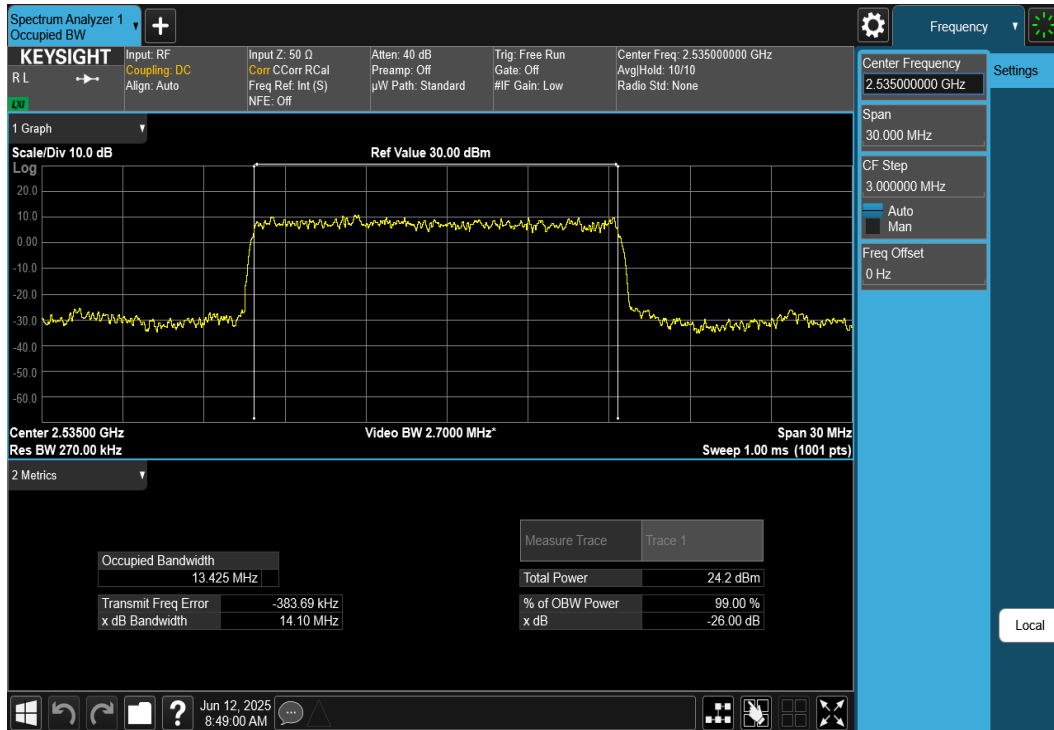 Spectrum Analyzer 1
Occupied BW
+
Frequency
KEYSIGHT
R L
LXI
Input: RF
Coupling: DC
Align: Auto
Input Z: 50 Ω
Corr CCorr RCal
Freq Ref: Int (S)
NFE: Off
Atten: 40 dB
Preamp: Off
µW Path: Standard
Trig: Free Run
Gate: Off
#IF Gain: Low
Center Freq: 2.535000000 GHz
Avg|Hold: 10/10
Radio Std: None
Center Frequency
2.535000000 GHz
Settings
Span
30.000 MHz
CF Step
3.000000 MHz
Auto
Man
Freq Offset
0 Hz
1 Graph
Scale/Div 10.0 dB
Ref Value 30.00 dBm
Log
20.0
10.0
0.00
-10.0
-20.0
-30.0
-40.0
-50.0
-60.0
Center 2.53500 GHz
Video BW 2.7000 MHz*
Span 30 MHz
Res BW 270.00 kHz
Sweep 1.00 ms (1001 pts)
2 Metrics
Measure Trace
Trace 1
Occupied Bandwidth
13.425 MHz
Total Power
24.2 dBm
Transmit Freq Error
-383.69 kHz
% of OBW Power
99.00 %
x dB Bandwidth
14.10 MHz
x dB
-26.00 dB
Local
?
Jun 12, 2025
8:49:00 AM